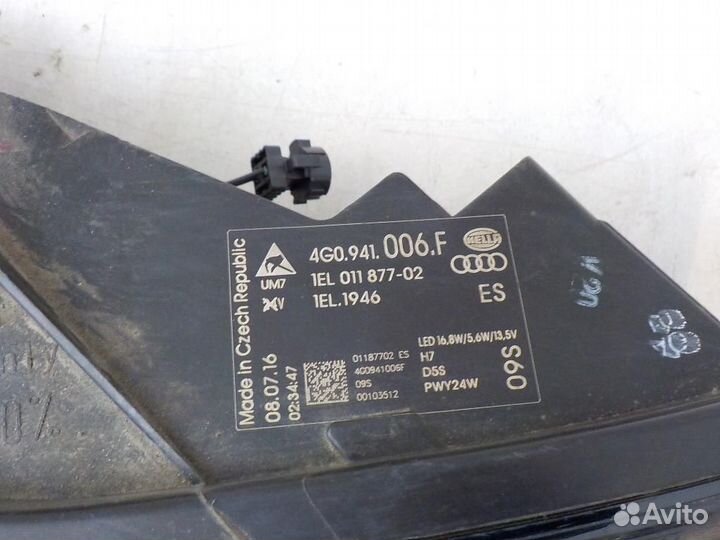 Made in Czech Republic
08.07.16
02:34:47
UM7
4G0.941.006.F
HELLA
1EL 011 877-02
1EL.1946
ES
01187702 ES
4G0941006F
09S
00103512
LED 16,8W/5,6W/13,5V
H7
D5S
PWY24W
09S
0%
Avito